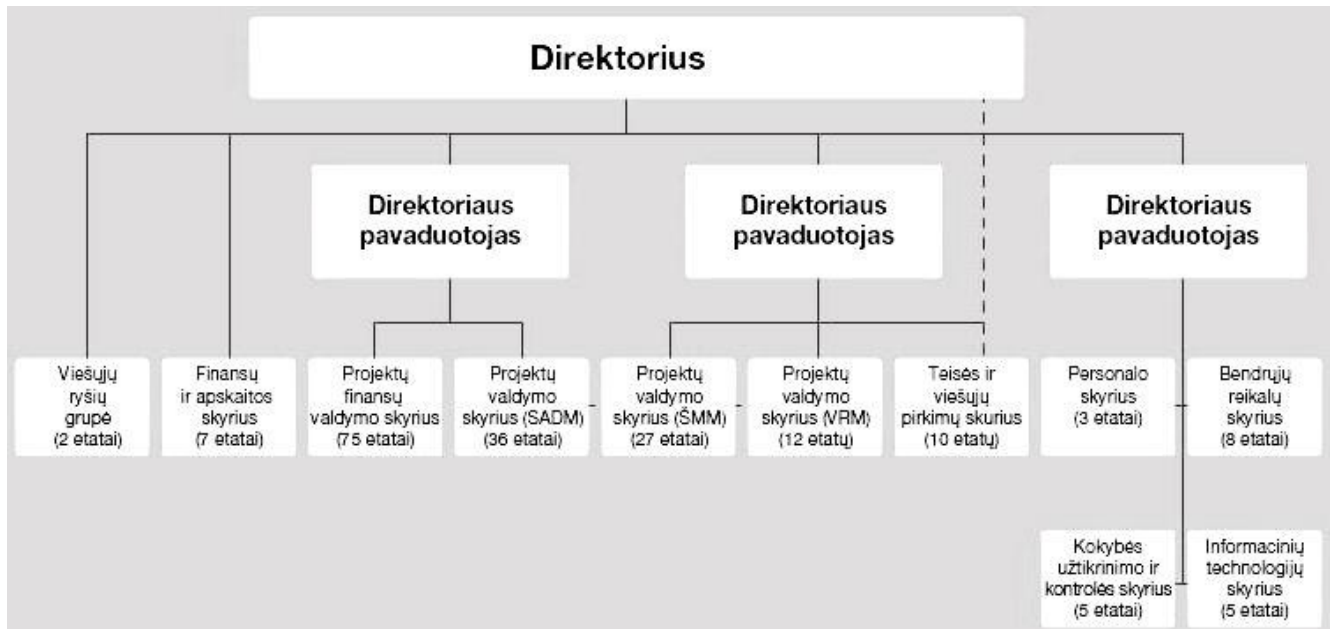 Direktorius
Direktoriaus
pavaduotojas
Direktoriaus
pavaduotojas
Direktoriaus
pavaduotojas
Viešųjų
ryšių
grupė
(2 etatai)
Finansų
ir apskaitos
skyrius
(7 etatai)
Projektų
finansų
valdymo skyrius
(75 etatai)
Projektų
valdymo
skyrius (SADM)
(36 etatai)
Projektų
valdymo
skyrius (ŠMM)
(27 etatai)
Projektų
valdymo
skyrius (VRM)
(12 etatų)
Teisės ir
viešųjų
pirkimų skurius
(10 etatų)
Personalo
skyrius
(3 etatai)
Bendrųjų
reikalų
skyrius
(8 etatai)
Kokybės
užtikrinimo ir
kontrolės skyrius
(5 etatai)
Informacinių
technologijų
skyrius
(5 etatai)